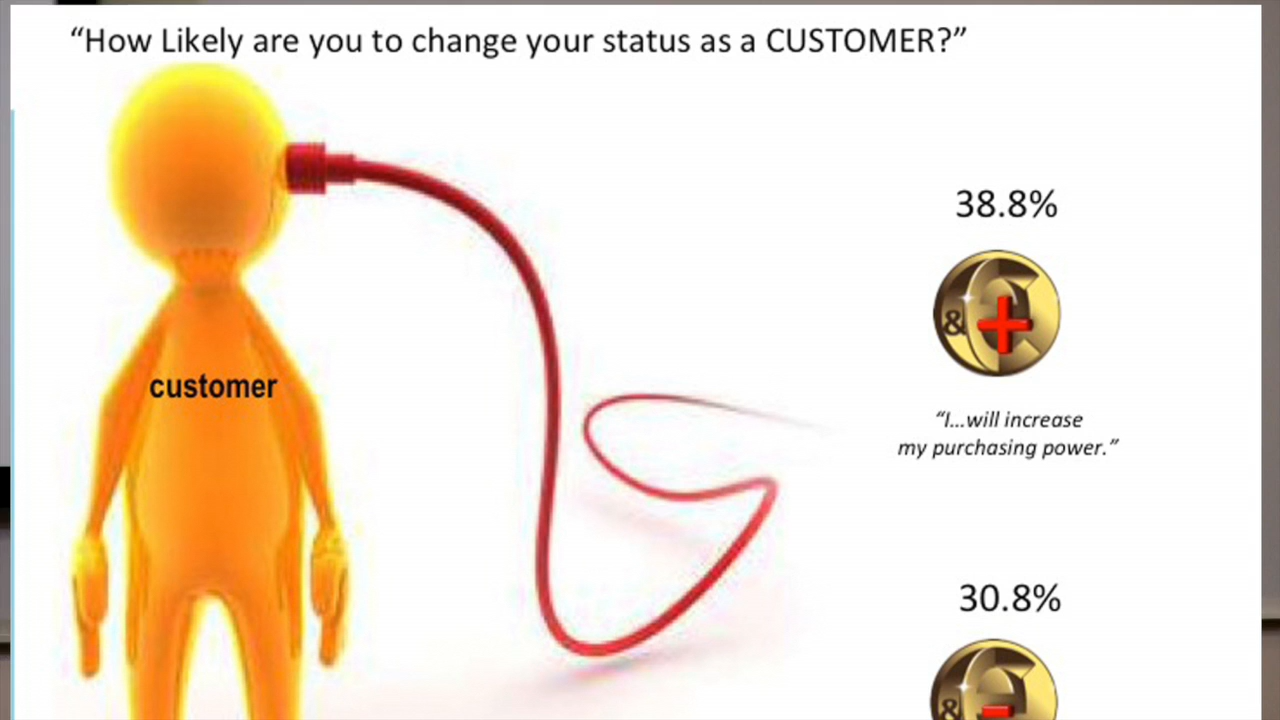 “How Likely are you to change your status as a CUSTOMER?”
38.8%
&
customer
“I...will increase
my purchasing power.”
30.8%
&